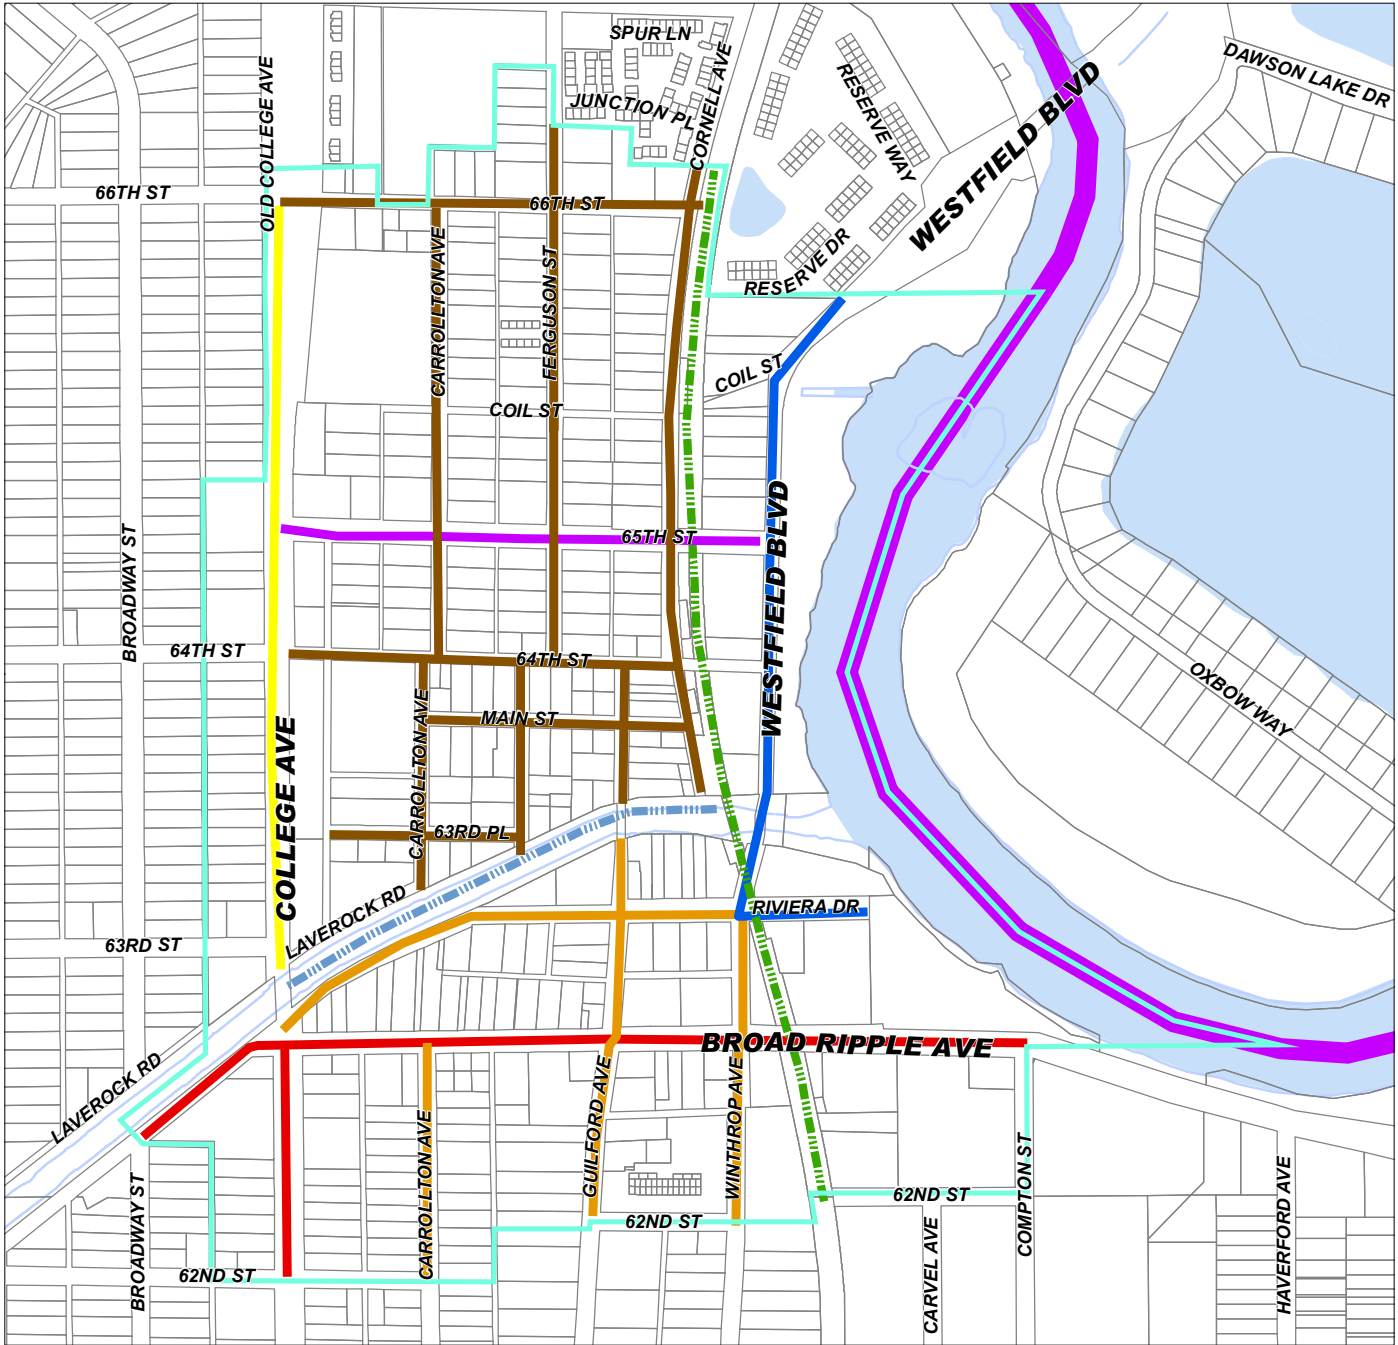 SPUR LN
CORNELL AVE
DAWSON LAKE DR
OLD COLLEGE AVE
RESERVE WAY
WESTFIELD BLVD
JUNCTION PL
66TH ST
66TH ST
CARROLLTON AVE
FERGUSON ST
RESERVE DR
COIL ST
COIL ST
BROADWAY ST
65TH ST
WESTFIELD BLVD
64TH ST
64TH ST
OXBOW WAY
MAIN ST
COLLEGE AVE
CARROLLTON AVE
63RD PL
LAVEROCK RD
RIVIERA DR
63RD ST
BROAD RIPPLE AVE
LAVEROCK RD
GUILFORD AVE
WINTHROP AVE
CARROLLTON AVE
COMPTON ST
HAVERFORD AVE
BROADWAY ST
62ND ST
62ND ST
CARVEL AVE
62ND ST